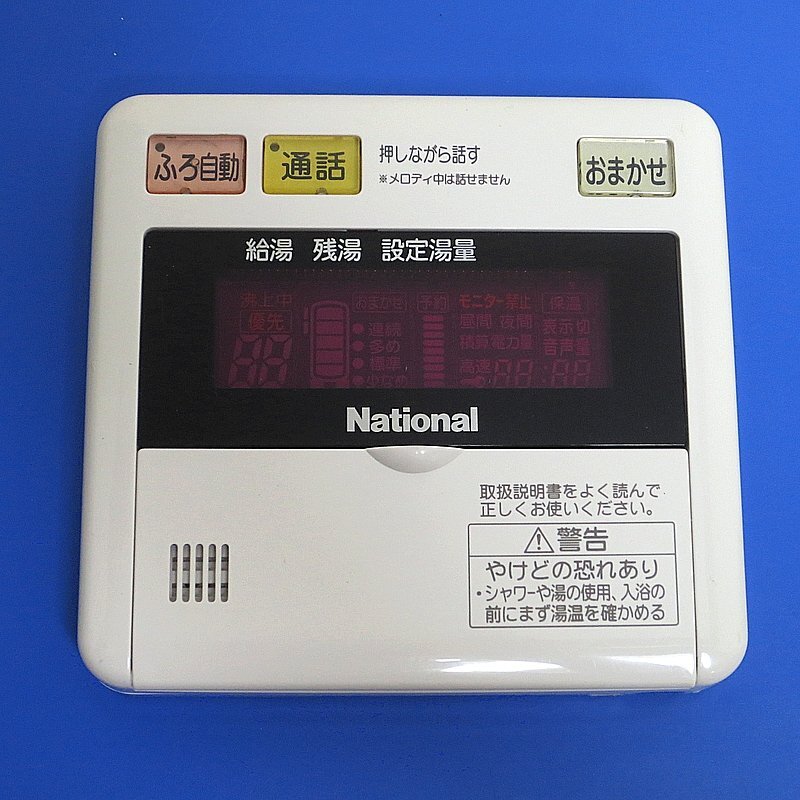 ふろ自動
通話
押しながら話す
※メロディ中は話せません
おまかせ
給湯 残湯 設定湯量
沸上中
優先
88
おまかせ
連続
多め
標準
少なめ
予約
モニター禁止
昼間 夜間
積算電力量
高速
88:88
保温
表示切
音声量
National
取扱説明書をよく読んで
正しくお使いください。
⚠警告
やけどの恐れあり
・シャワーや湯の使用、入浴の
前にまず湯温を確かめる